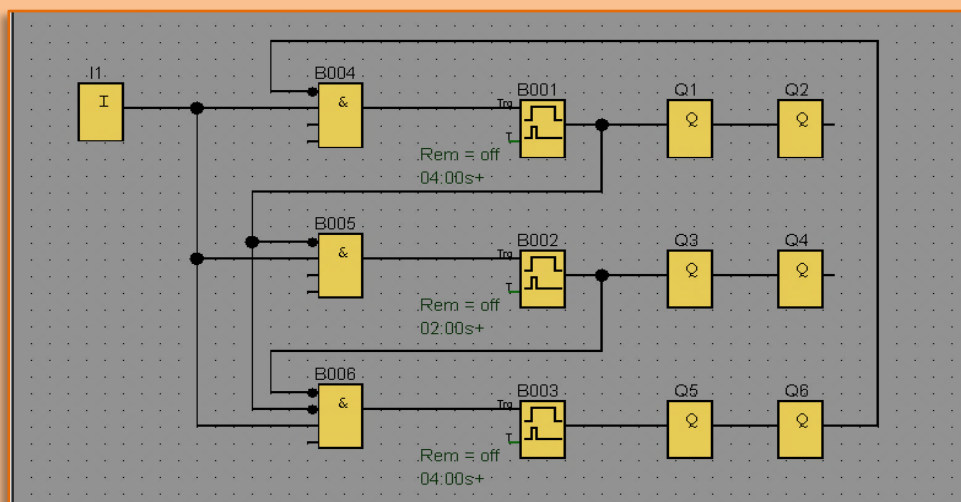 I1
I
B004
&
Trg
B001
T
.Rem = off
04:00s+
Q1
Q
Q2
Q
B005
&
Trg
B002
T
.Rem = off
02:00s+
Q3
Q
Q4
Q
B006
&
Trg
B003
T
.Rem = off
04:00s+
Q5
Q
Q6
Q